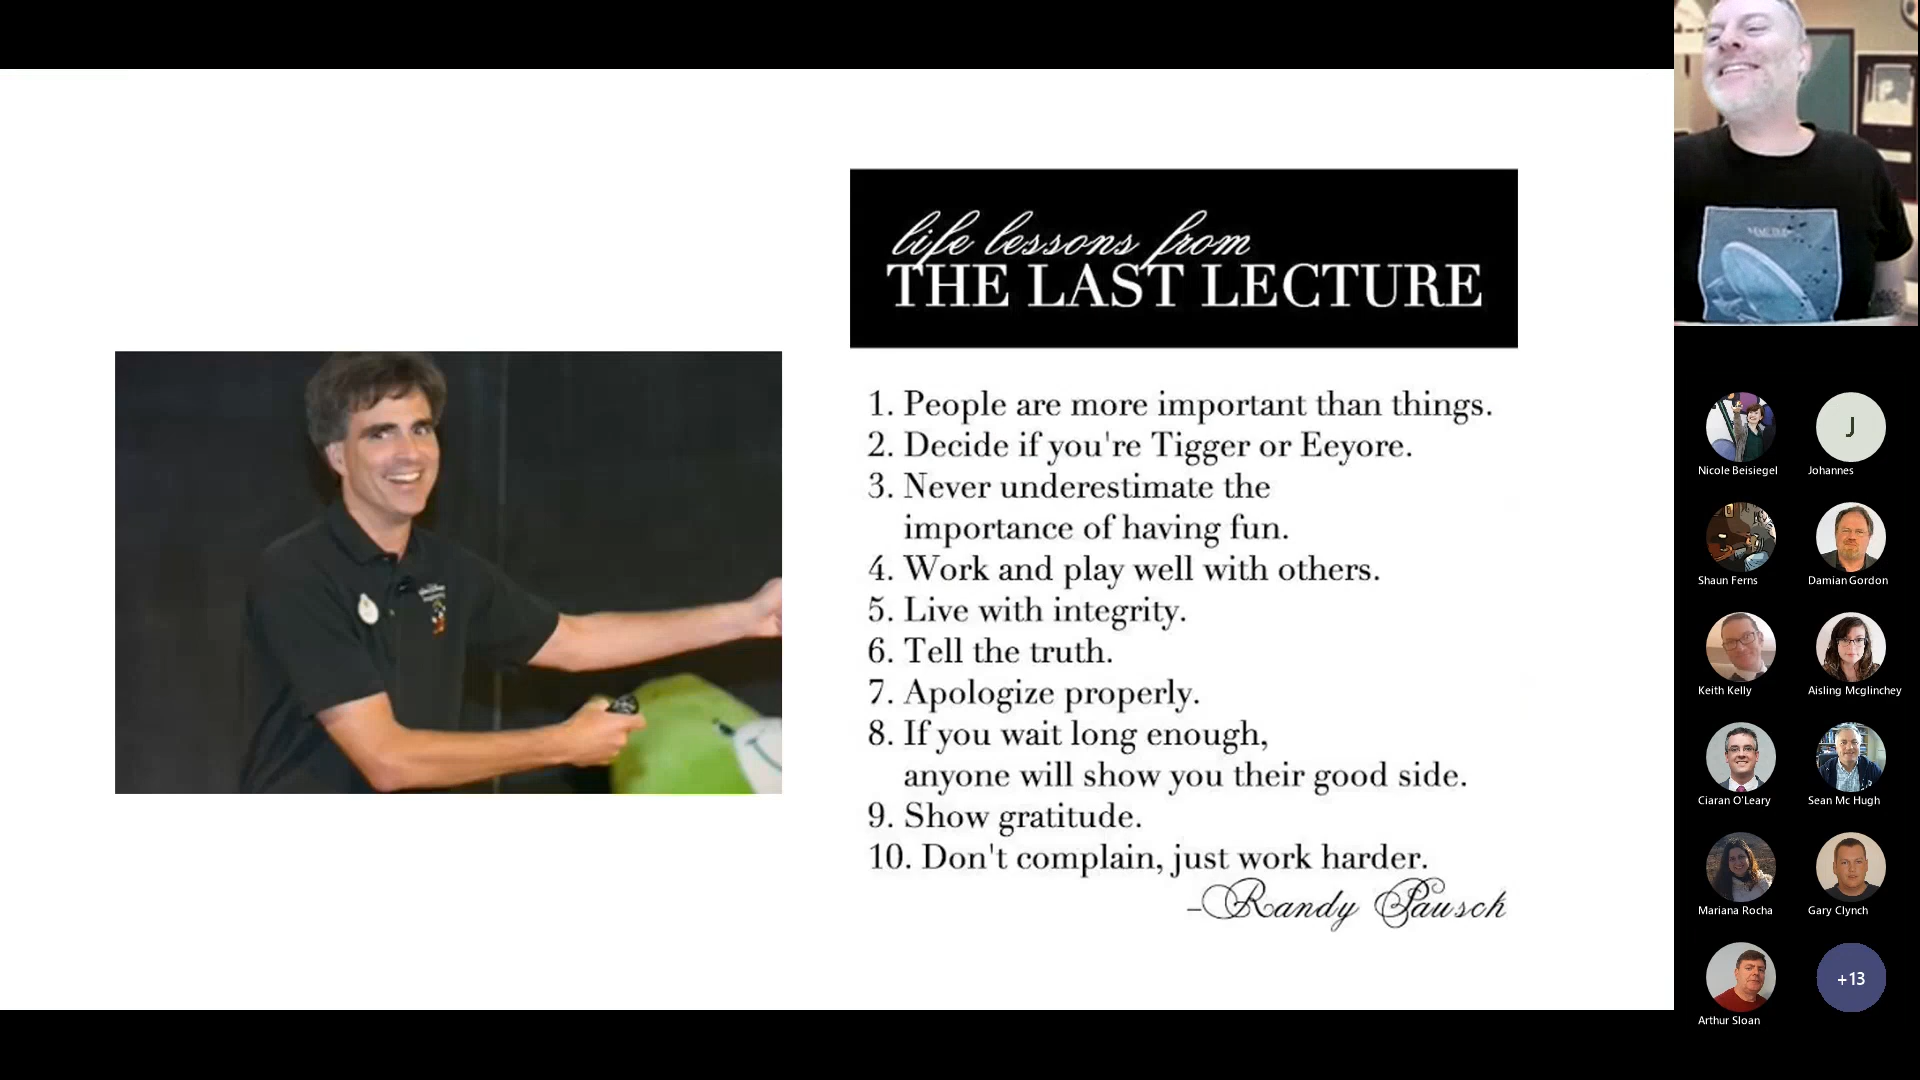 life lessons from
THE LAST LECTURE
1. People are more important than things.
2. Decide if you're Tigger or Eeyore.
3. Never underestimate the
importance of having fun.
4. Work and play well with others.
5. Live with integrity.
6. Tell the truth.
7. Apologize properly.
8. If you wait long enough,
anyone will show you their good side.
9. Show gratitude.
10. Don't complain, just work harder.
–Randy Pausch
J
Nicole Beisiegel
Johannes
Shaun Ferns
Damian Gordon
Keith Kelly
Aisling Mcglinchey
Ciaran O'Leary
Sean Mc Hugh
Mariana Rocha
Gary Clynch
+13
Arthur Sloan